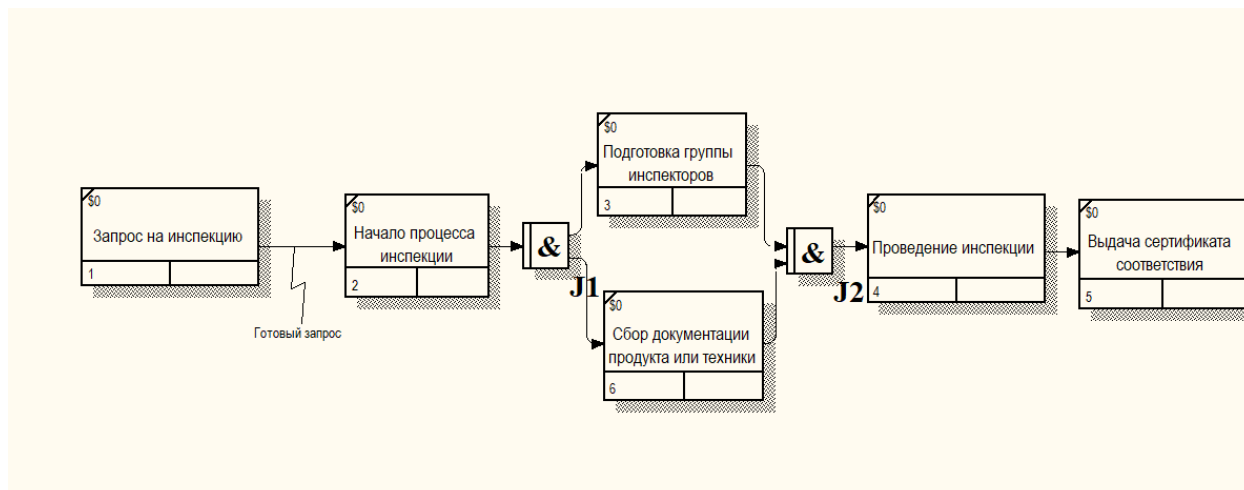 $0
Запрос на инспекцию
1
Готовый запрос
$0
Начало процесса
инспекции
2
&
J1
$0
Подготовка группы
инспекторов
3
$0
Сбор документации
продукта или техники
6
&
J2
$0
Проведение инспекции
4
$0
Выдача сертификата
соответствия
5